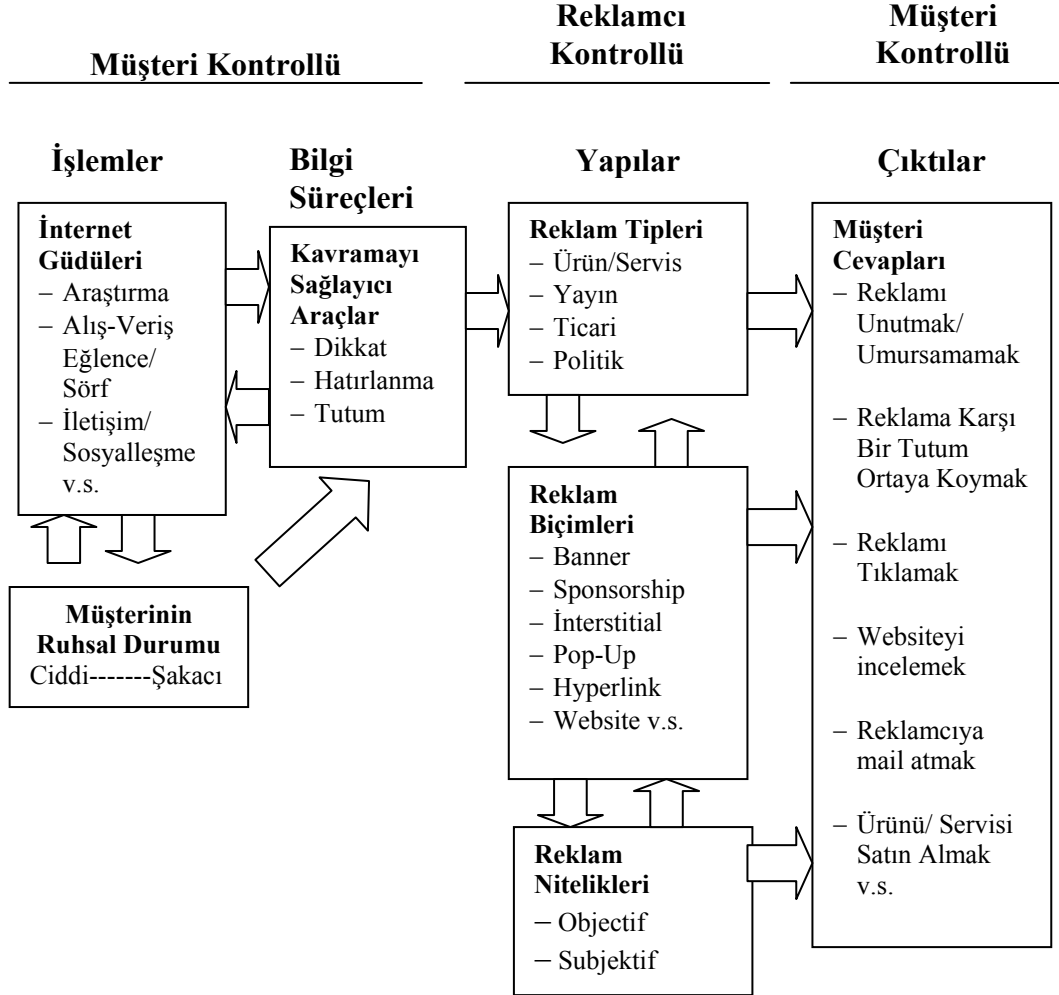 Müşteri Kontrollü
Reklamcı
Kontrollü
Müşteri
Kontrollü
İşlemler
Bilgi
Süreçleri
Yapılar
Çıktılar
İnternet
Güdüleri
– Araştırma
– Alış-Veriş
Eğlence/
Sörf
– İletişim/
Sosyalleşme
v.s.
Müşterinin
Ruhsal Durumu
Ciddi-------Şakacı
Kavramayı
Sağlayıcı
Araçlar
– Dikkat
– Hatırlanma
– Tutum
Reklam Tipleri
– Ürün/Servis
– Yayın
– Ticari
– Politik
Reklam
Biçimleri
– Banner
– Sponsorship
– İnterstitial
– Pop-Up
– Hyperlink
– Website v.s.
Reklam
Nitelikleri
– Objectif
– Subjektif
Müşteri
Cevapları
– Reklamı
Unutmak/
Umursamamak
– Reklama Karşı
Bir Tutum
Ortaya Koymak
– Reklamı
Tıklamak
– Websiteyi
incelemek
– Reklamcıya
mail atmak
– Ürünü/ Servisi
Satın Almak
v.s.